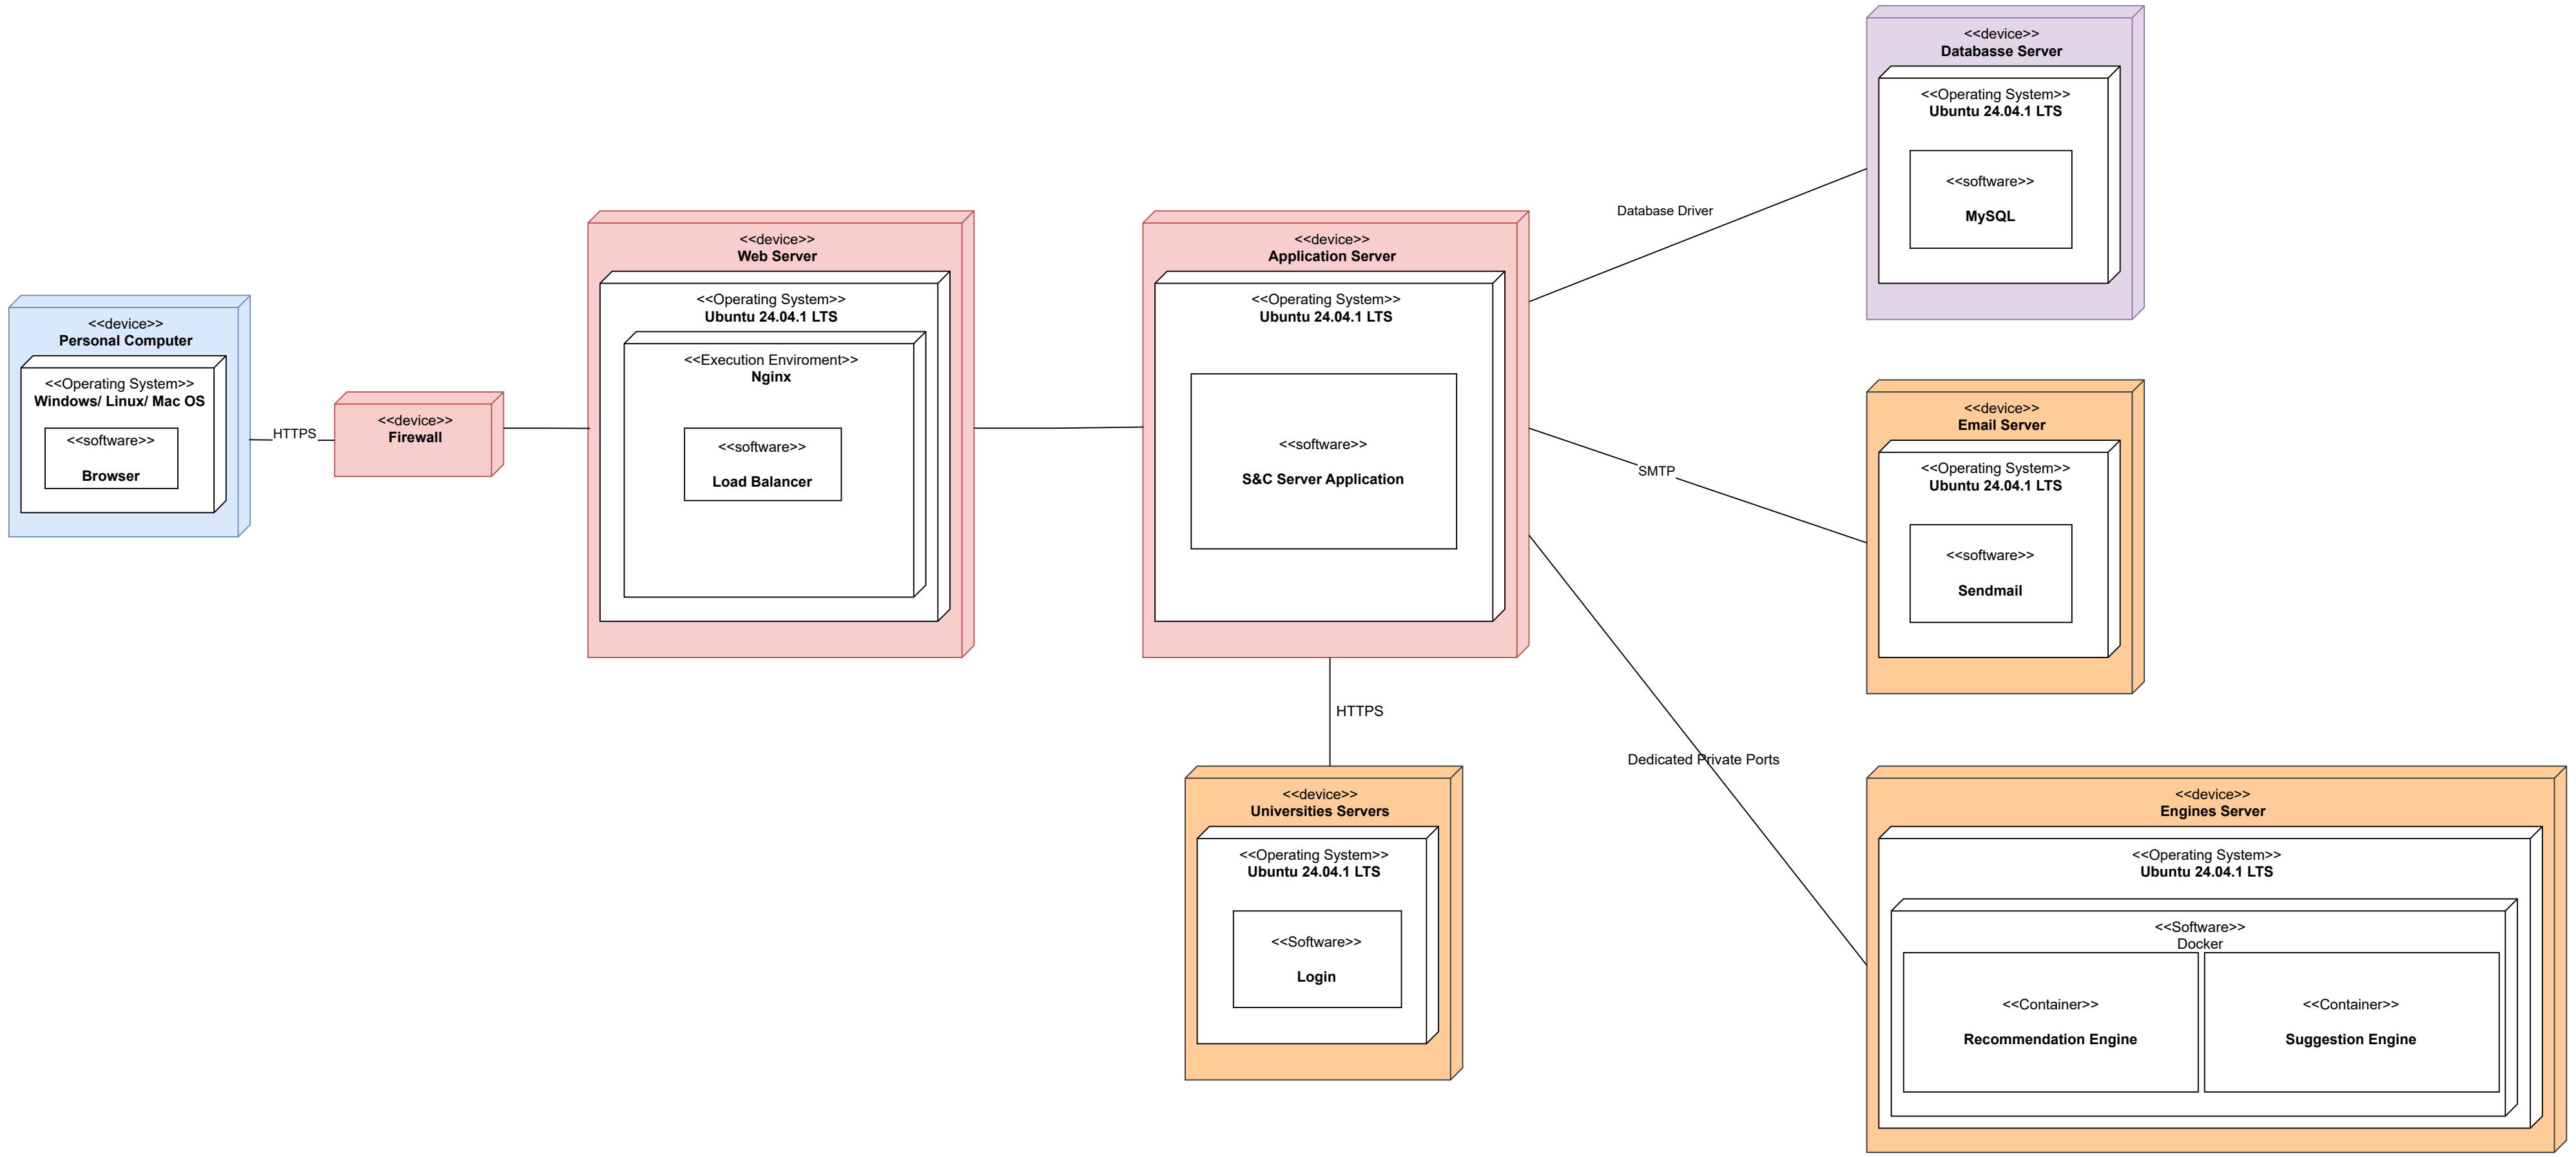 <<device>>
Personal Computer
<<Operating System>>
Windows/ Linux/ Mac OS
<<software>>
Browser
HTTPS
<<device>>
Firewall
<<device>>
Web Server
<<Operating System>>
Ubuntu 24.04.1 LTS
<<Execution Enviroment>>
Nginx
<<software>>
Load Balancer
<<device>>
Application Server
<<Operating System>>
Ubuntu 24.04.1 LTS
<<software>>
S&C Server Application
Database Driver
<<device>>
Databasse Server
<<Operating System>>
Ubuntu 24.04.1 LTS
<<software>>
MySQL
SMTP
<<device>>
Email Server
<<Operating System>>
Ubuntu 24.04.1 LTS
<<software>>
Sendmail
HTTPS
<<device>>
Universities Servers
<<Operating System>>
Ubuntu 24.04.1 LTS
<<Software>>
Login
Dedicated Private Ports
<<device>>
Engines Server
<<Operating System>>
Ubuntu 24.04.1 LTS
<<Software>>
Docker
<<Container>>
Recommendation Engine
<<Container>>
Suggestion Engine